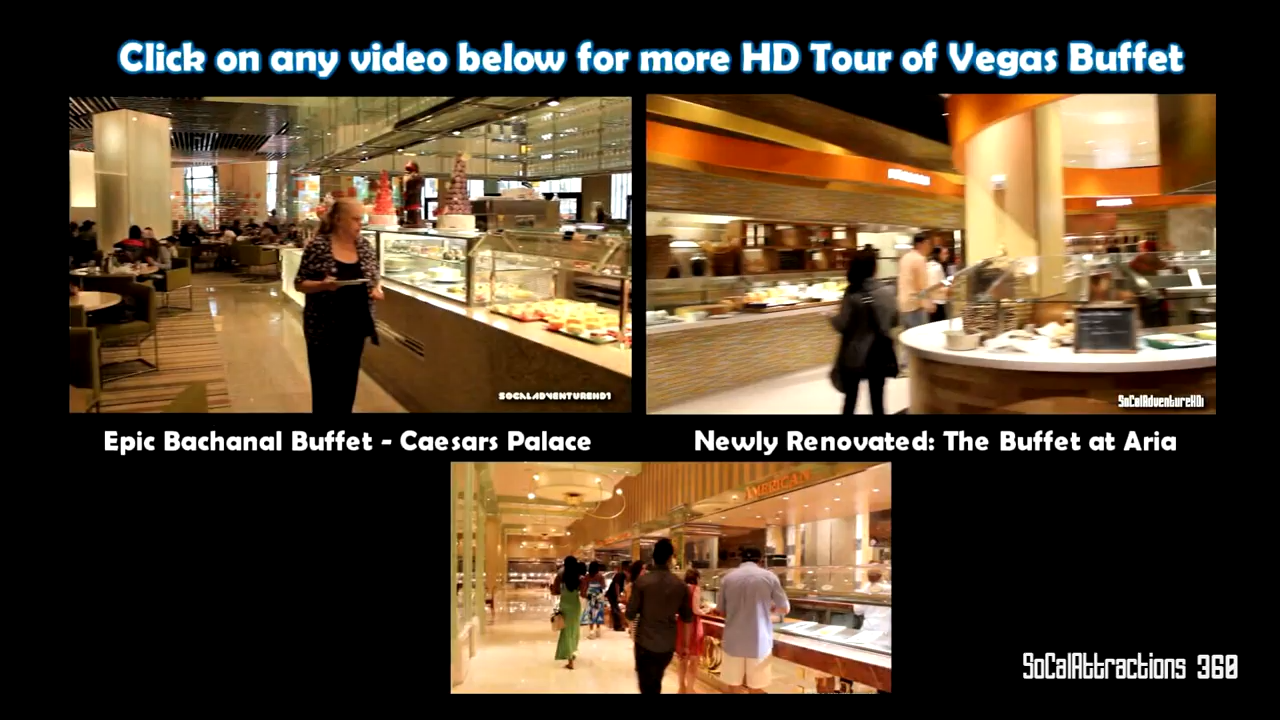 Click on any video below for more HD Tour of Vegas Buffet
SOCALADVENTUREHD1
SoCalAdventureHD1
Epic Bachanal Buffet - Caesars Palace
Newly Renovated: The Buffet at Aria
AMERICAN
SoCalAttractions 360